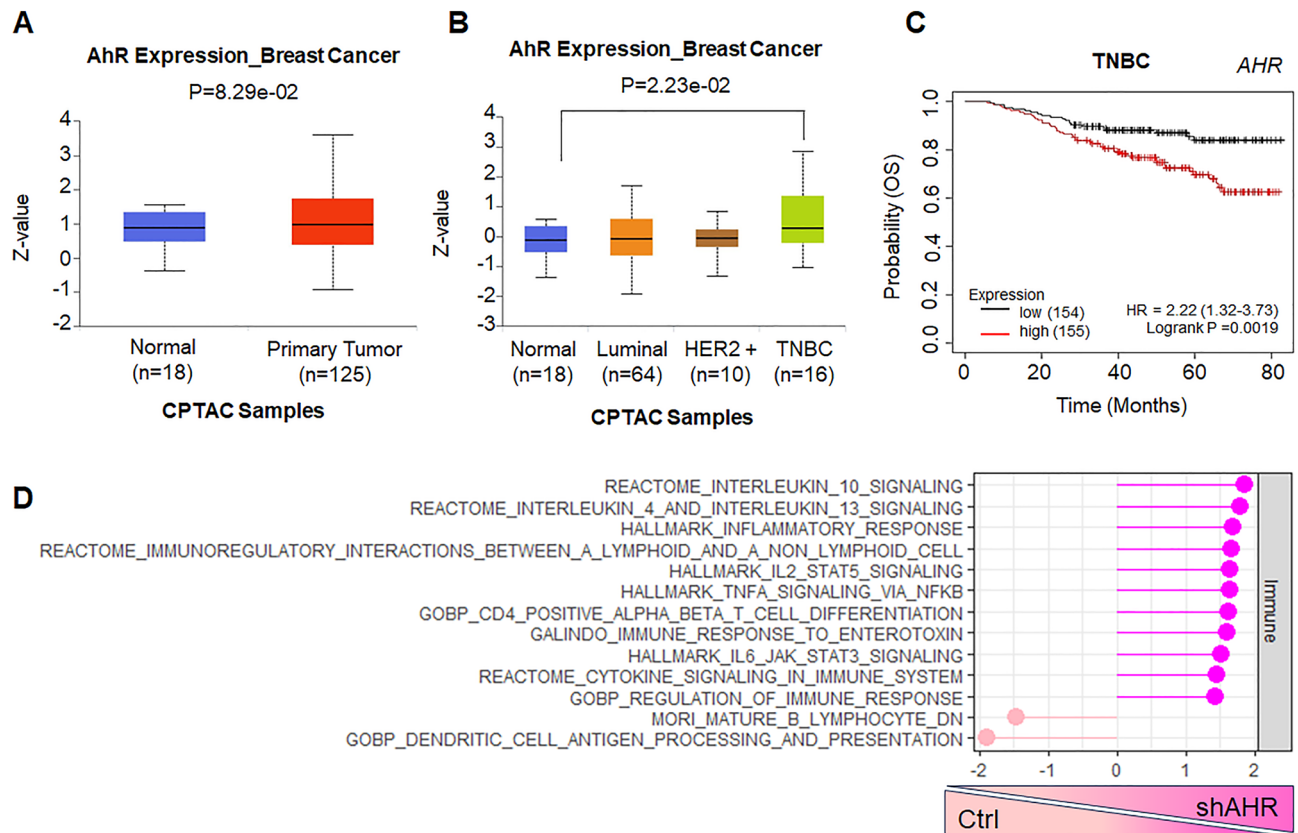 A
AhR Expression_Breast Cancer
P=8.29e-02
Z-value
4
3
2
1
0
-1
-2
Normal
(n=18)
Primary Tumor
(n=125)
CPTAC Samples
B
AhR Expression_Breast Cancer
P=2.23e-02
Z-value
4
3
2
1
0
-1
-2
-3
Normal
(n=18)
Luminal
(n=64)
HER2 +
(n=10)
TNBC
(n=16)
CPTAC Samples
C
TNBC
AHR
Probability (OS)
1.0
0.8
0.6
0.4
0.2
0.0
Expression
low (154)
high (155)
HR = 2.22 (1.32-3.73)
Logrank P =0.0019
0 20 40 60 80
Time (Months)
D
REACTOME_INTERLEUKIN_10_SIGNALING
REACTOME_INTERLEUKIN_4_AND_INTERLEUKIN_13_SIGNALING
HALLMARK_INFLAMMATORY_RESPONSE
REACTOME_IMMUNOREGULATORY_INTERACTIONS_BETWEEN_A_LYMPHOID_AND_A_NON_LYMPHOID_CELL
HALLMARK_IL2_STAT5_SIGNALING
HALLMARK_TNFA_SIGNALING_VIA_NFKB
GOBP_CD4_POSITIVE_ALPHA_BETA_T_CELL_DIFFERENTIATION
GALINDO_IMMUNE_RESPONSE_TO_ENTEROTOXIN
HALLMARK_IL6_JAK_STAT3_SIGNALING
REACTOME_CYTOKINE_SIGNALING_IN_IMMUNE_SYSTEM
GOBP_REGULATION_OF_IMMUNE_RESPONSE
MORI_MATURE_B_LYMPHOCYTE_DN
GOBP_DENDRITIC_CELL_ANTIGEN_PROCESSING_AND_PRESENTATION
Immune
-2 -1 0 1 2
Ctrl
shAHR